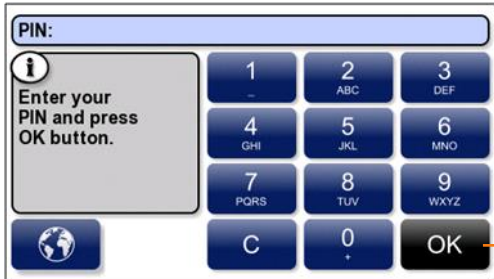 PIN:
i
Enter your
PIN and press
OK button.
1 2 3
- ABC DEF
4 5 6
GHI JKL MNO
7 8 9
PQRS TUV WXYZ
C 0 OK
+